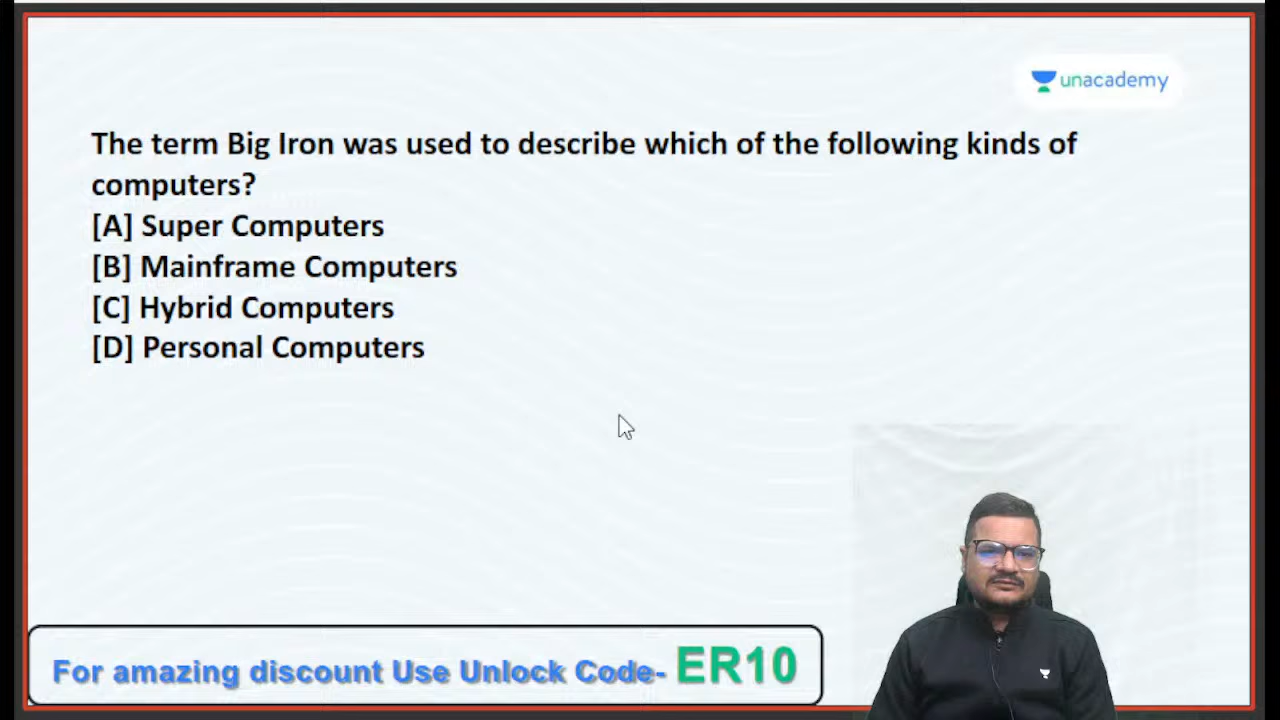 unacademy
The term Big Iron was used to describe which of the following kinds of
computers?
[A] Super Computers
[B] Mainframe Computers
[C] Hybrid Computers
[D] Personal Computers
For amazing discount Use Unlock Code- ER10